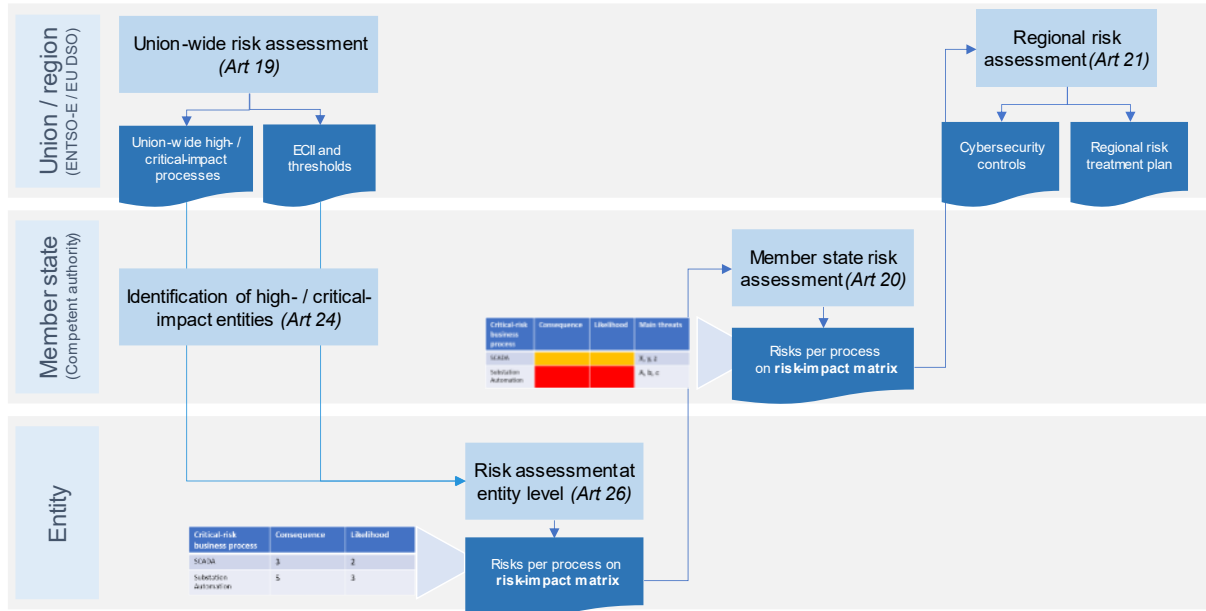 Union / region
(ENTSO-E / EU DSO)
Union-wide risk assessment
(Art 19)
Union-wide high- /
critical-impact
processes
ECII and
thresholds
Regional risk
assessment (Art 21)
Cybersecurity
controls
Regional risk
treatment plan
Member state
(Competent authority)
Identification of high- / critical-
impact entities (Art 24)
Member state risk
assessment (Art 20)
Critical-risk
business
process
Consequence
Likelihood
Main threats
SCADA
X, y, z
Substation
Automation
A, b, c
Risks per process
on risk-impact matrix
Entity
Risk assessment at
entity level (Art 26)
Critical-risk
business process
Consequence
Likelihood
SCADA
3
2
Substation
Automation
5
3
Risks per process on
risk-impact matrix